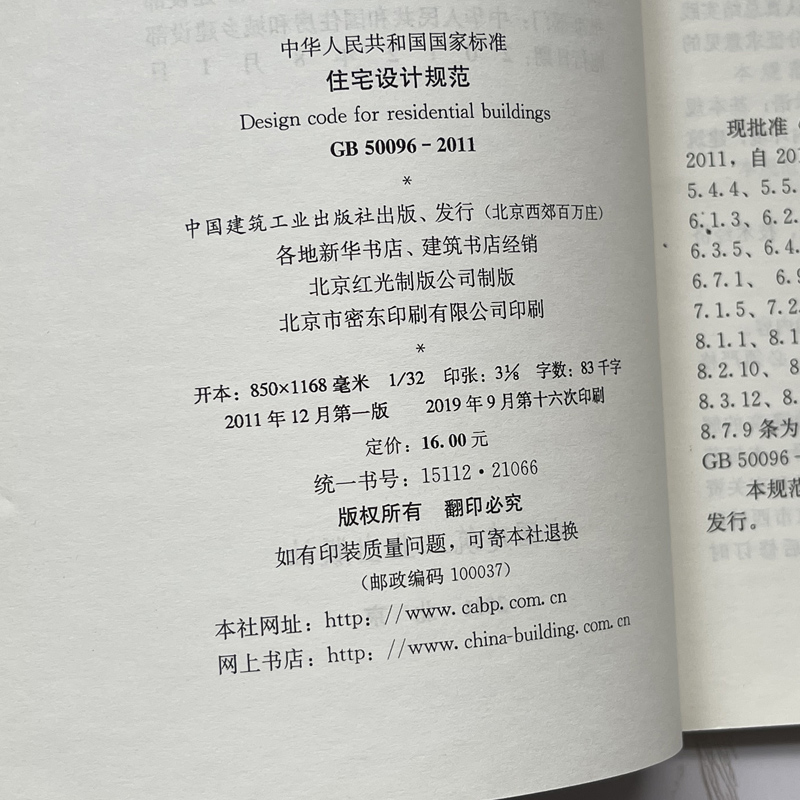 中华人民共和国国家标准
住宅设计规范
Design code for residential buildings
GB 50096－2011
*
中国建筑工业出版社出版、发行（北京西郊百万庄）
各地新华书店、建筑书店经销
北京红光制版公司制版
北京市密东印刷有限公司印刷
*
开本：850×1168 毫米　1/32　印张：3⅛　字数：83 千字
2011 年 12 月第一版　2019 年 9 月第十六次印刷
定价：16.00 元
统一书号：15112·21066
版权所有　翻印必究
如有印装质量问题，可寄本社退换
（邮政编码 100037）
本社网址：http://www.cabp.com.cn
网上书店：http://www.china-building.com.cn
现批准
2011，自 201
5.4.4、5.5.
6.1.3、6.2.
6.3.5、6.4.
6.7.1、6.9
7.1.5、7.2.
8.1.1、8.1
8.2.10、8.
8.3.12、8.
8.7.9 条为
GB 50096－
本规范
发行。